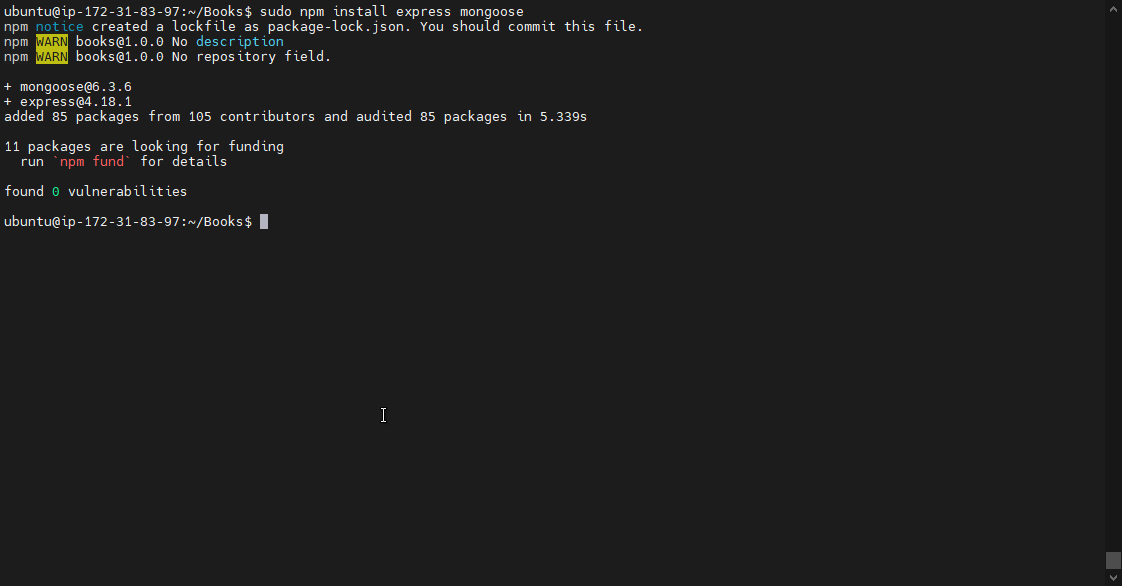 ubuntu@ip-172-31-83-97:~/Books$ sudo npm install express mongoose
npm notice created a lockfile as package-lock.json. You should commit this file.
npm WARN books@1.0.0 No description
npm WARN books@1.0.0 No repository field.
+ mongoose@6.3.6
+ express@4.18.1
added 85 packages from 105 contributors and audited 85 packages in 5.339s
11 packages are looking for funding
  run `npm fund` for details
found 0 vulnerabilities
ubuntu@ip-172-31-83-97:~/Books$